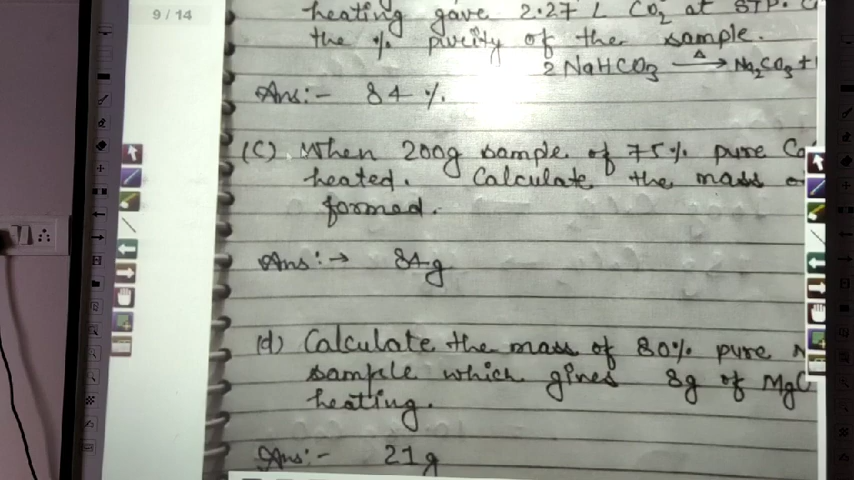 9 / 14
heating gave 2.27 L CO₂ at STP.
the % purity of the sample.
2 NaHCO₃ —Δ→ Na₂CO₃ +
Ans:- 84 %.
(C). When 200g sample of 75% pure Ca
heated. Calculate the mass
formed.
Ans:→ 84g
(d) Calculate the mass of 80% pure
sample which gives 8g of MgO
heating.
Ans:- 21g